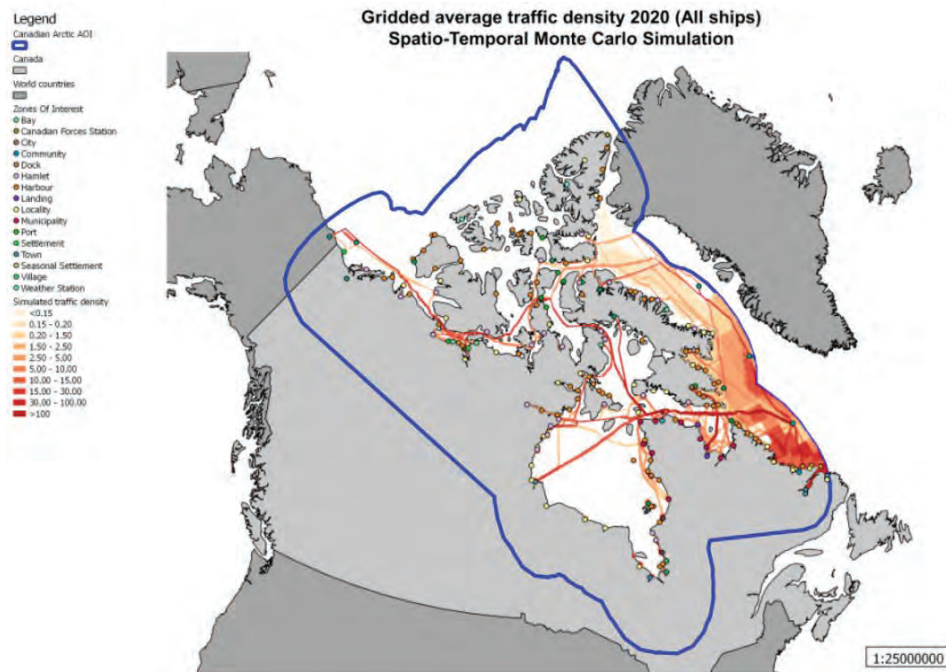 Gridded average traffic density 2020 (All ships)
Spatio-Temporal Monte Carlo Simulation
Legend
Canadian Arctic AOI
Canada
World countries
Zones Of Interest
Bay
Canadian Forces Station
City
Community
Dock
Hamlet
Harbour
Landing
Locality
Municipality
Port
Settlement
Town
Seasonal Settlement
Village
Weather Station
Simulated traffic density
<0.15
0.15 - 0.20
0.20 - 1.50
1.50 - 2.50
2.50 - 5.00
5.00 - 10.00
10.00 - 15.00
15.00 - 30.00
30.00 - 100.00
>100
1:25000000